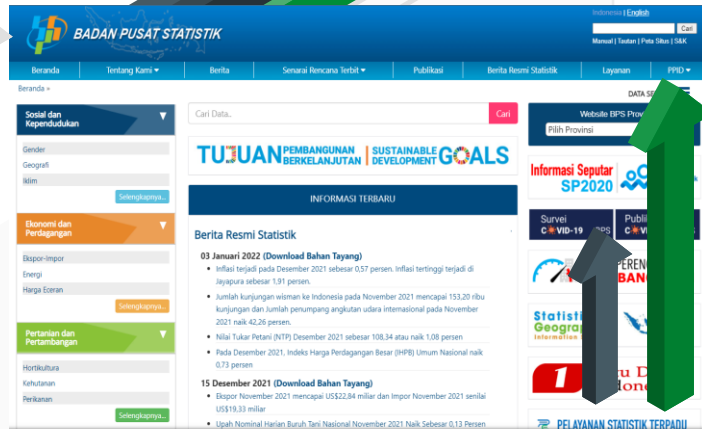 Indonesia | English
BADAN PUSAT STATISTIK
Cari
Manual | Tautan | Peta Situs | S&K
Beranda
Tentang Kami
Berita
Senarai Rencana Terbit
Publikasi
Berita Resmi Statistik
Layanan
PPID
Beranda »
DATA
Sosial dan
Kependudukan
Gender
Geografi
Iklim
Selengkapnya...
Ekonomi dan
Perdagangan
Ekspor-Impor
Energi
Harga Eceran
Selengkapnya...
Pertanian dan
Pertambangan
Hortikultura
Kehutanan
Perikanan
Selengkapnya...
Cari Data..
Cari
TUJUAN PEMBANGUNAN BERKELANJUTAN | SUSTAINABLE DEVELOPMENT GOALS
INFORMASI TERBARU
Berita Resmi Statistik
03 Januari 2022 (Download Bahan Tayang)
Inflasi terjadi pada Desember 2021 sebesar 0,57 persen. Inflasi tertinggi terjadi di
Jayapura sebesar 1,91 persen.
Jumlah kunjungan wisman ke Indonesia pada November 2021 mencapai 153,20 ribu
kunjungan dan Jumlah penumpang angkutan udara internasional pada November
2021 naik 42,26 persen.
Nilai Tukar Petani (NTP) Desember 2021 sebesar 108,34 atau naik 1,08 persen
Pada Desember 2021, Indeks Harga Perdagangan Besar (IHPB) Umum Nasional naik
0,73 persen
15 Desember 2021 (Download Bahan Tayang)
Ekspor November 2021 mencapai US$22,84 miliar dan Impor November 2021 senilai
US$19,33 miliar
Upah Nominal Harian Buruh Tani Nasional November 2021 Naik Sebesar 0,13 Persen
Website BPS
Pilih Provinsi
Informasi Seputar
SP2020
Survei
COVID-19
BPS
Statisti
Geograp
Information
1
PELAYANAN STATISTIK TERPADU